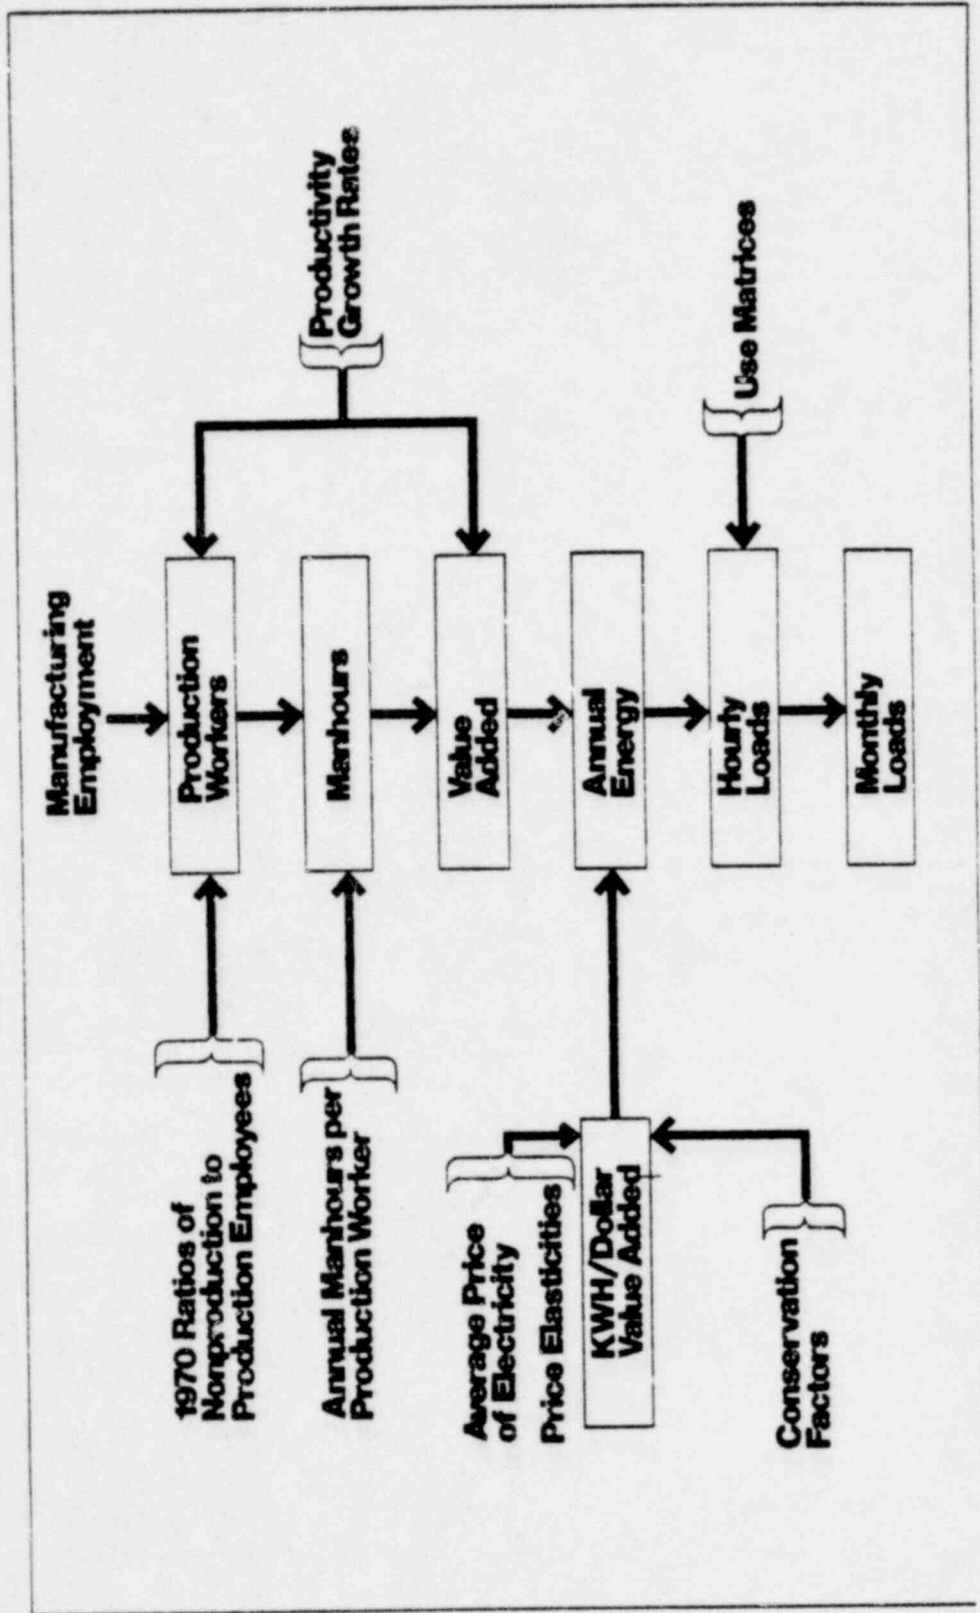 Manufacturing
Employment
1970 Ratios of
Nonproduction to
Production Employees
Production
Workers
Productivity
Growth Rates
Annual Manhours per
Production Worker
Manhours
Average Price
of Electricity
Price Elasticities
Value
Added
KWH/Dollar
Value Added
Annual
Energy
Conservation
Factors
Hourly
Loads
Use Matrices
Monthly
Loads